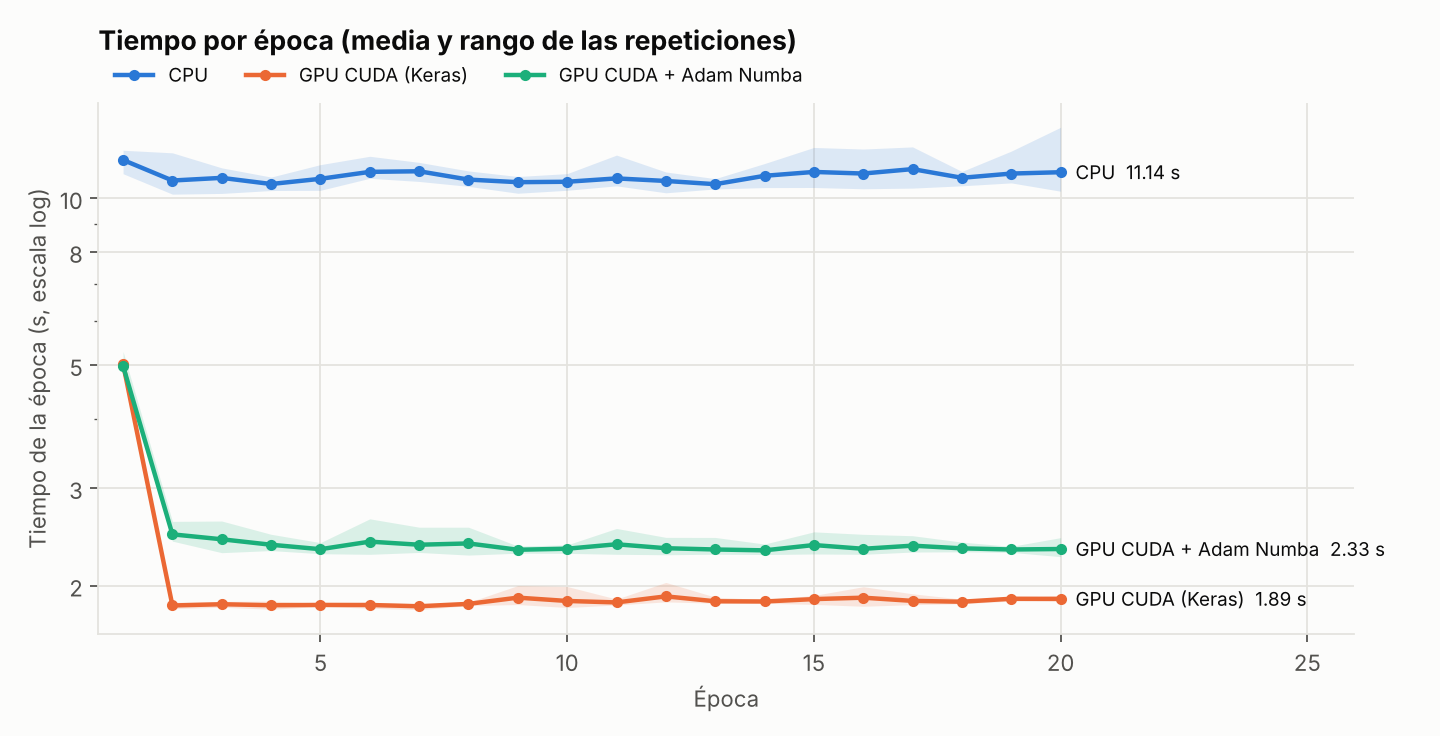 Tiempo por época (media y rango de las repeticiones)
CPU GPU CUDA (Keras) GPU CUDA + Adam Numba
Tiempo de la época (s, escala log)
10
8
5
3
2
CPU 11.14 s
GPU CUDA + Adam Numba 2.33 s
GPU CUDA (Keras) 1.89 s
5 10 15 20 25
Época